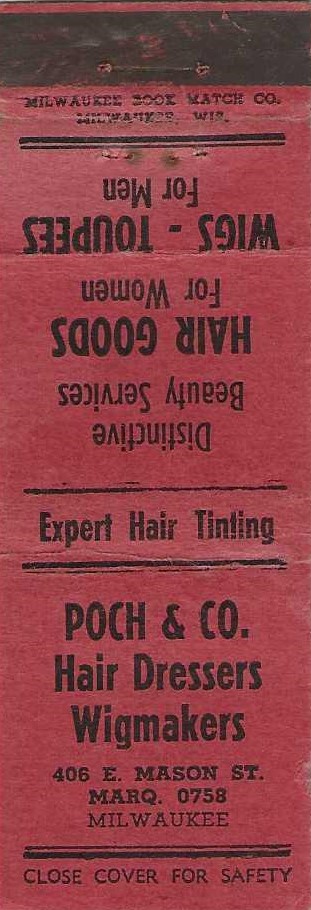 MILWAUKEE BOOK MATCH CO.
MILWAUKEE, WIS.
Distinctive
Beauty Services
HAIR GOODS
For Women
WIGS - TOUPEES
For Men
Expert Hair Tinting
POCH & CO.
Hair Dressers
Wigmakers
406 E. MASON ST.
MARQ. 0758
MILWAUKEE
CLOSE COVER FOR SAFETY